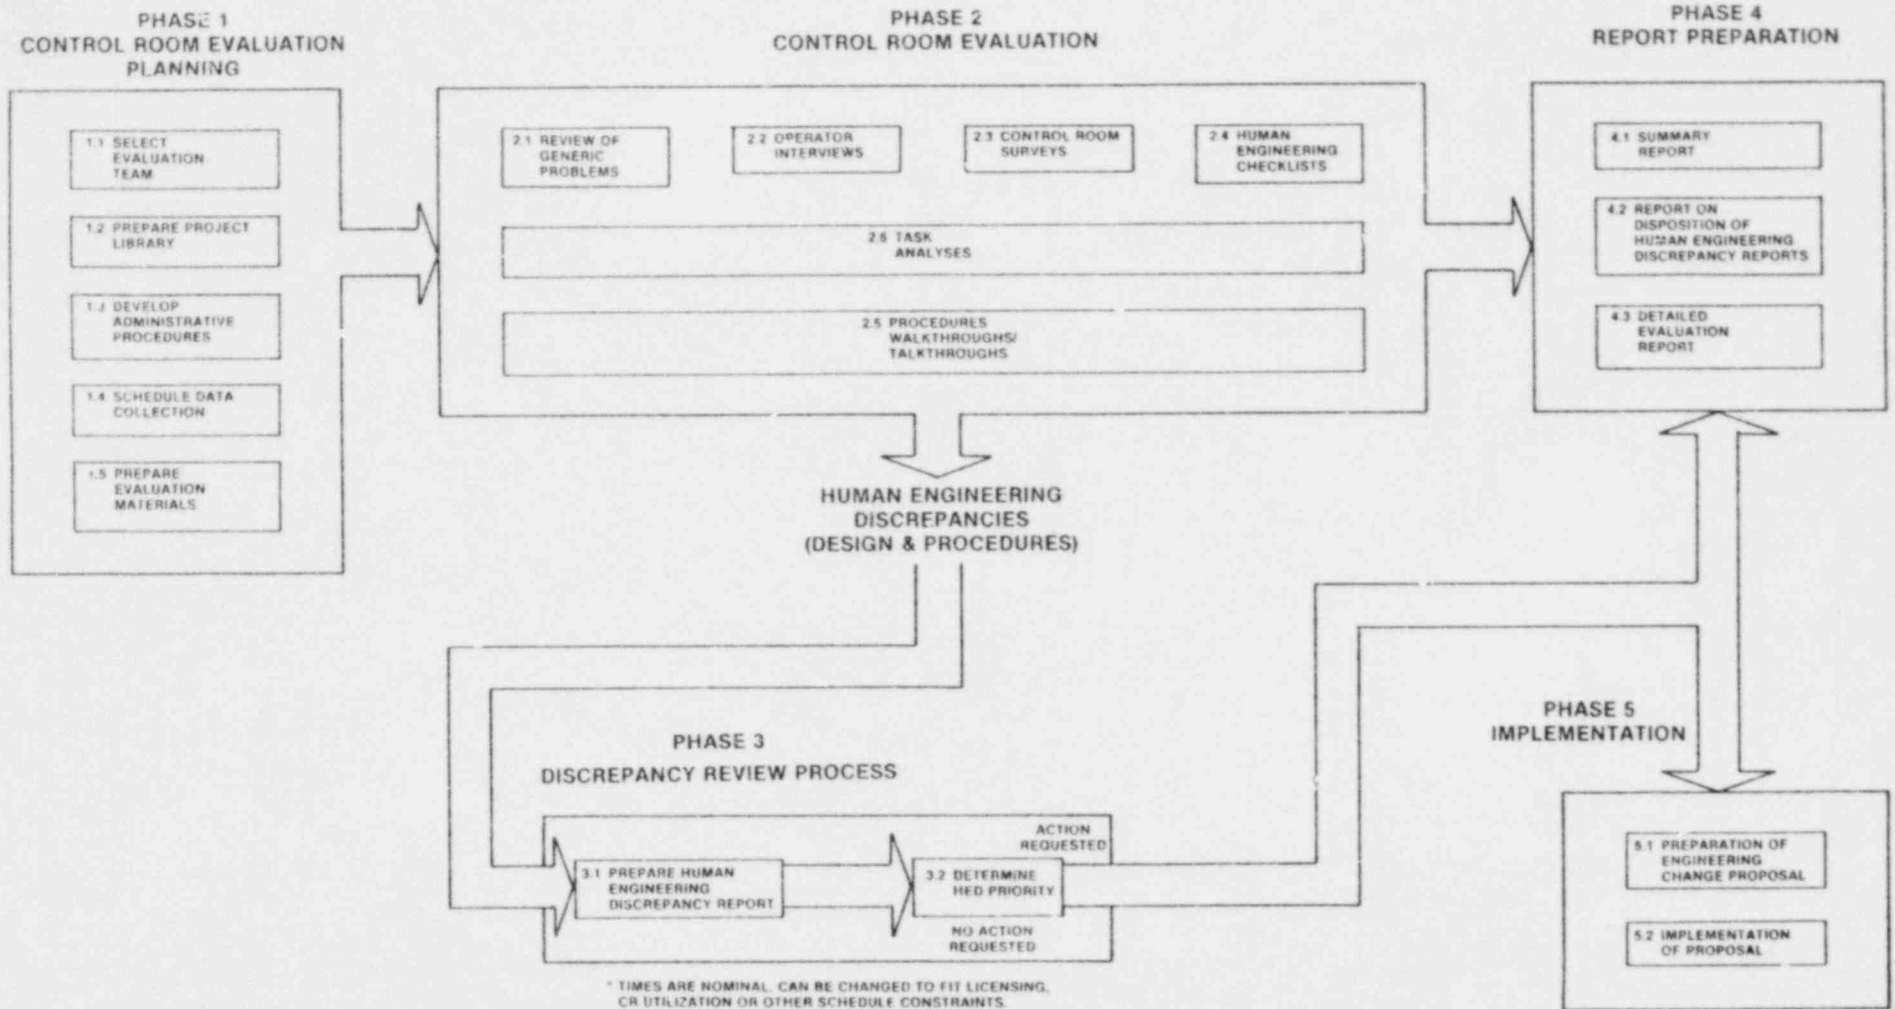 PHASE 1
CONTROL ROOM EVALUATION
PLANNING
1.1 SELECT
EVALUATION
TEAM
1.2 PREPARE PROJECT
LIBRARY
1.3 DEVELOP
ADMINISTRATIVE
PROCEDURES
1.4 SCHEDULE DATA
COLLECTION
1.5 PREPARE
EVALUATION
MATERIALS
PHASE 2
CONTROL ROOM EVALUATION
2.1 REVIEW OF
GENERIC
PROBLEMS
2.2 OPERATOR
INTERVIEWS
2.3 CONTROL ROOM
SURVEYS
2.4 HUMAN
ENGINEERING
CHECKLISTS
2.6 TASK
ANALYSES
2.5 PROCEDURES
WALKTHROUGHS/
TALKTHROUGHS
HUMAN ENGINEERING
DISCREPANCIES
(DESIGN & PROCEDURES)
PHASE 3
DISCREPANCY REVIEW PROCESS
3.1 PREPARE HUMAN
ENGINEERING
DISCREPANCY REPORT
3.2 DETERMINE
HED PRIORITY
ACTION
REQUESTED
NO ACTION
REQUESTED
* TIMES ARE NOMINAL. CAN BE CHANGED TO FIT LICENSING,
CR UTILIZATION OR OTHER SCHEDULE CONSTRAINTS.
PHASE 4
REPORT PREPARATION
4.1 SUMMARY
REPORT
4.2 REPORT ON
DISPOSITION OF
HUMAN ENGINEERING
DISCREPANCY REPORTS
4.3 DETAILED
EVALUATION
REPORT
PHASE 5
IMPLEMENTATION
5.1 PREPARATION OF
ENGINEERING
CHANGE PROPOSAL
5.2 IMPLEMENTATION
OF PROPOSAL